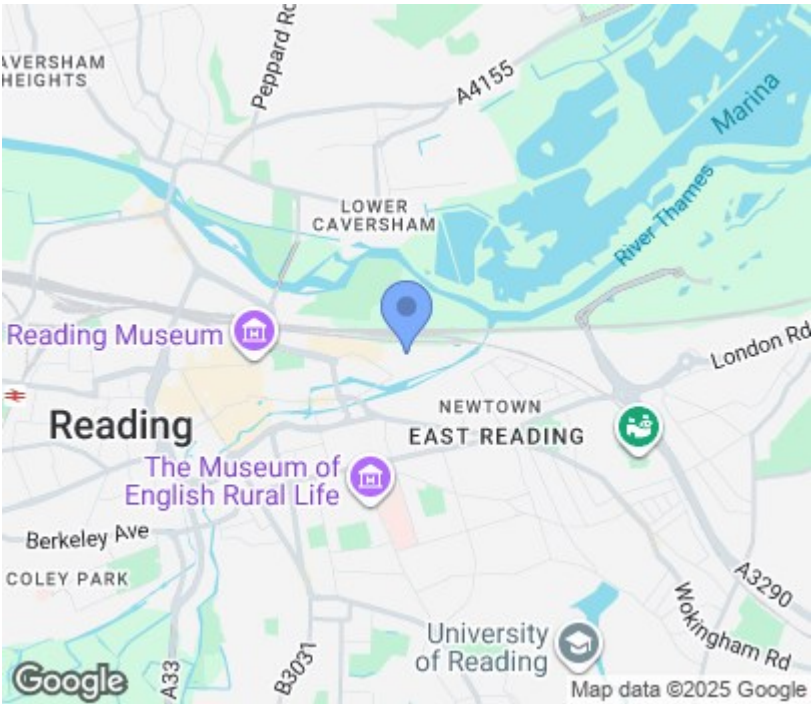 AVERSHAM
HEIGHTS
Peppard Rd
A4155
Marina
LOWER
CAVERSHAM
River Thames
Reading Museum
London Rd
Reading
NEWTOWN
EAST READING
The Museum of
English Rural Life
Berkeley Ave
COLEY PARK
A3290
Wokingham Rd
University
of Reading
A33
B3031
Google
Map data ©2025 Google